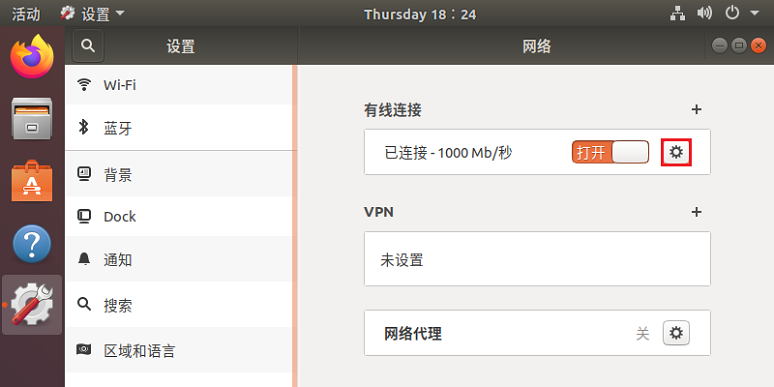 活动 设置 Thursday 18：24
设置 网络
Wi-Fi
蓝牙
背景
Dock
通知
搜索
区域和语言
有线连接
已连接 - 1000 Mb/秒 打开
VPN
未设置
网络代理 关